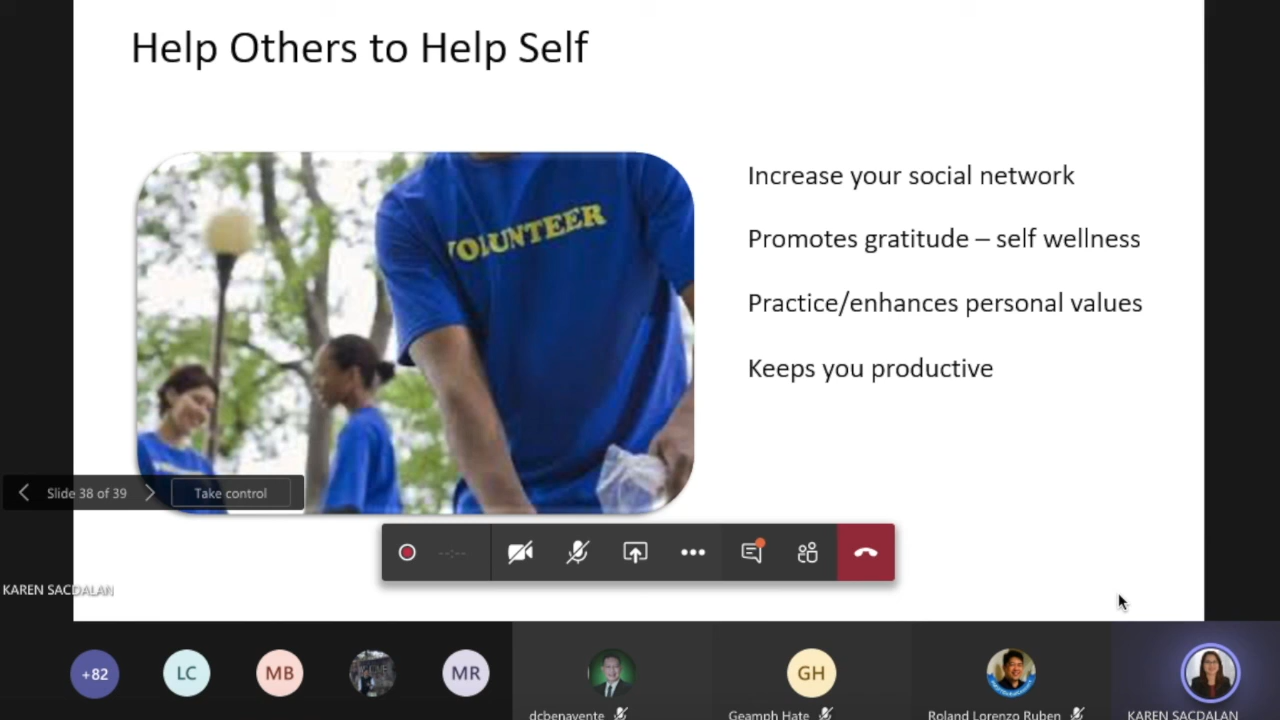 Help Others to Help Self
VOLUNTEER
Increase your social network
Promotes gratitude – self wellness
Practice/enhances personal values
Keeps you productive
Slide 38 of 39
Take control
--:--
KAREN SACDALAN
+82
LC
MB
MR
GH
dcbenavente
Geamph Hate
Roland Lorenzo Ruben
KAREN SACDALAN